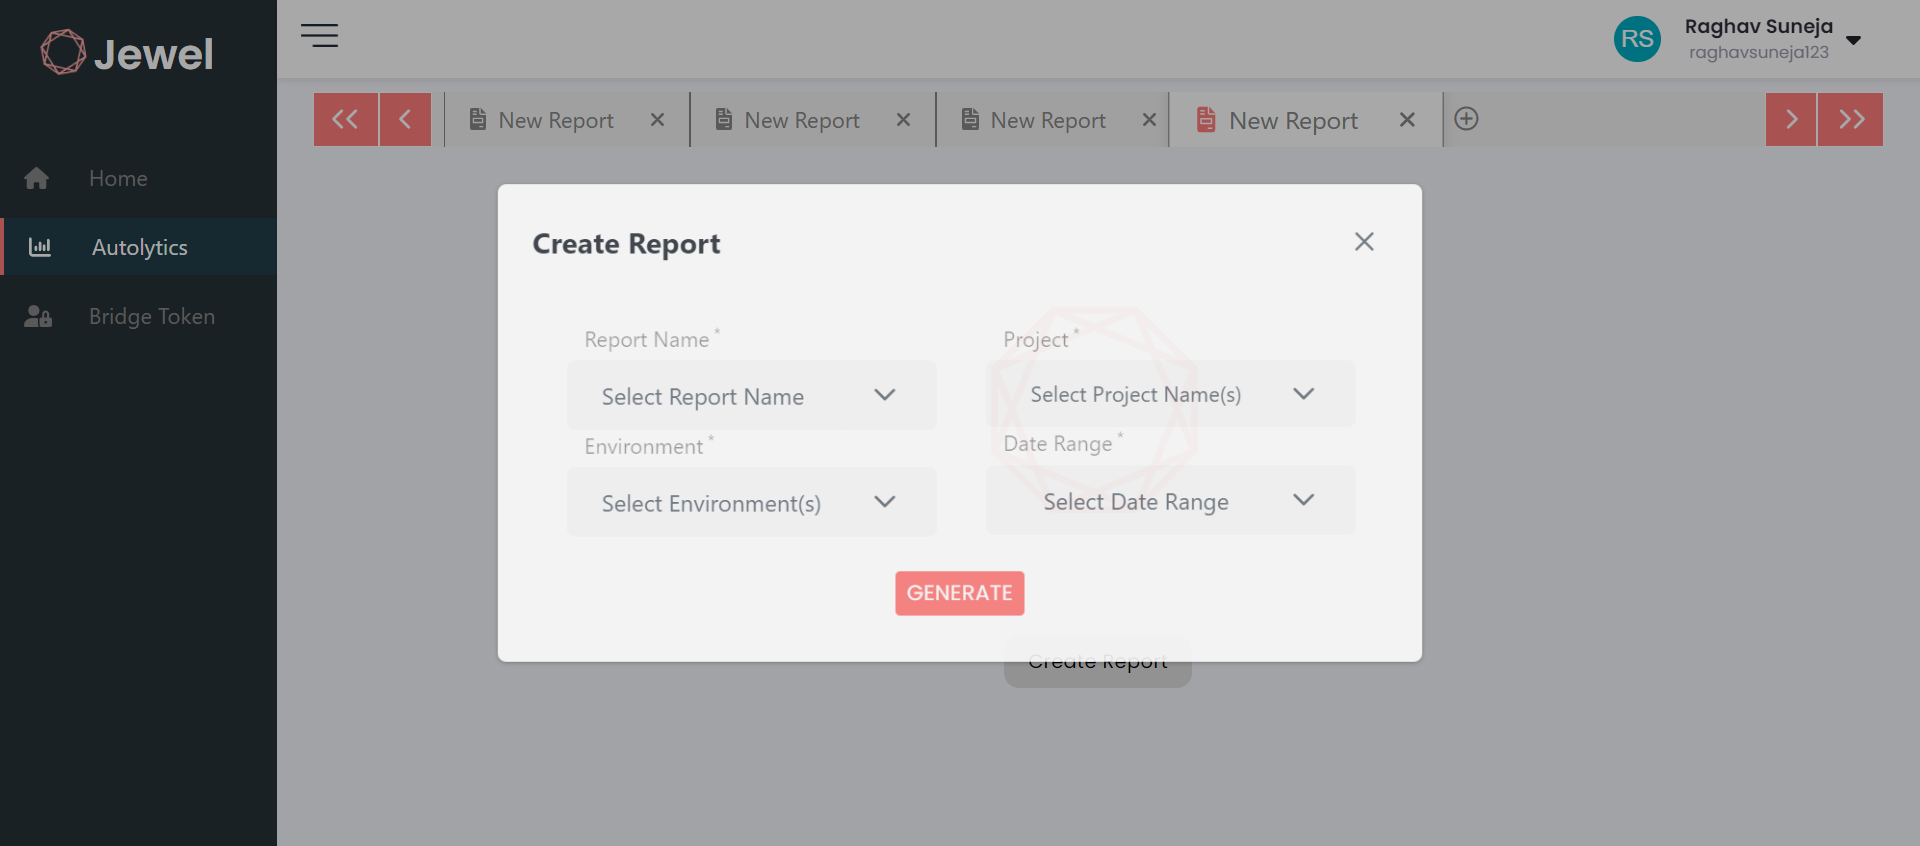 Jewel
RS
Raghav Suneja
raghavsuneja123
New Report
New Report
New Report
New Report
Home
Autolytics
Bridge Token
Create Report
Report Name *
Project *
Select Report Name
Select Project Name(s)
Environment *
Date Range *
Select Environment(s)
Select Date Range
GENERATE
Create Report